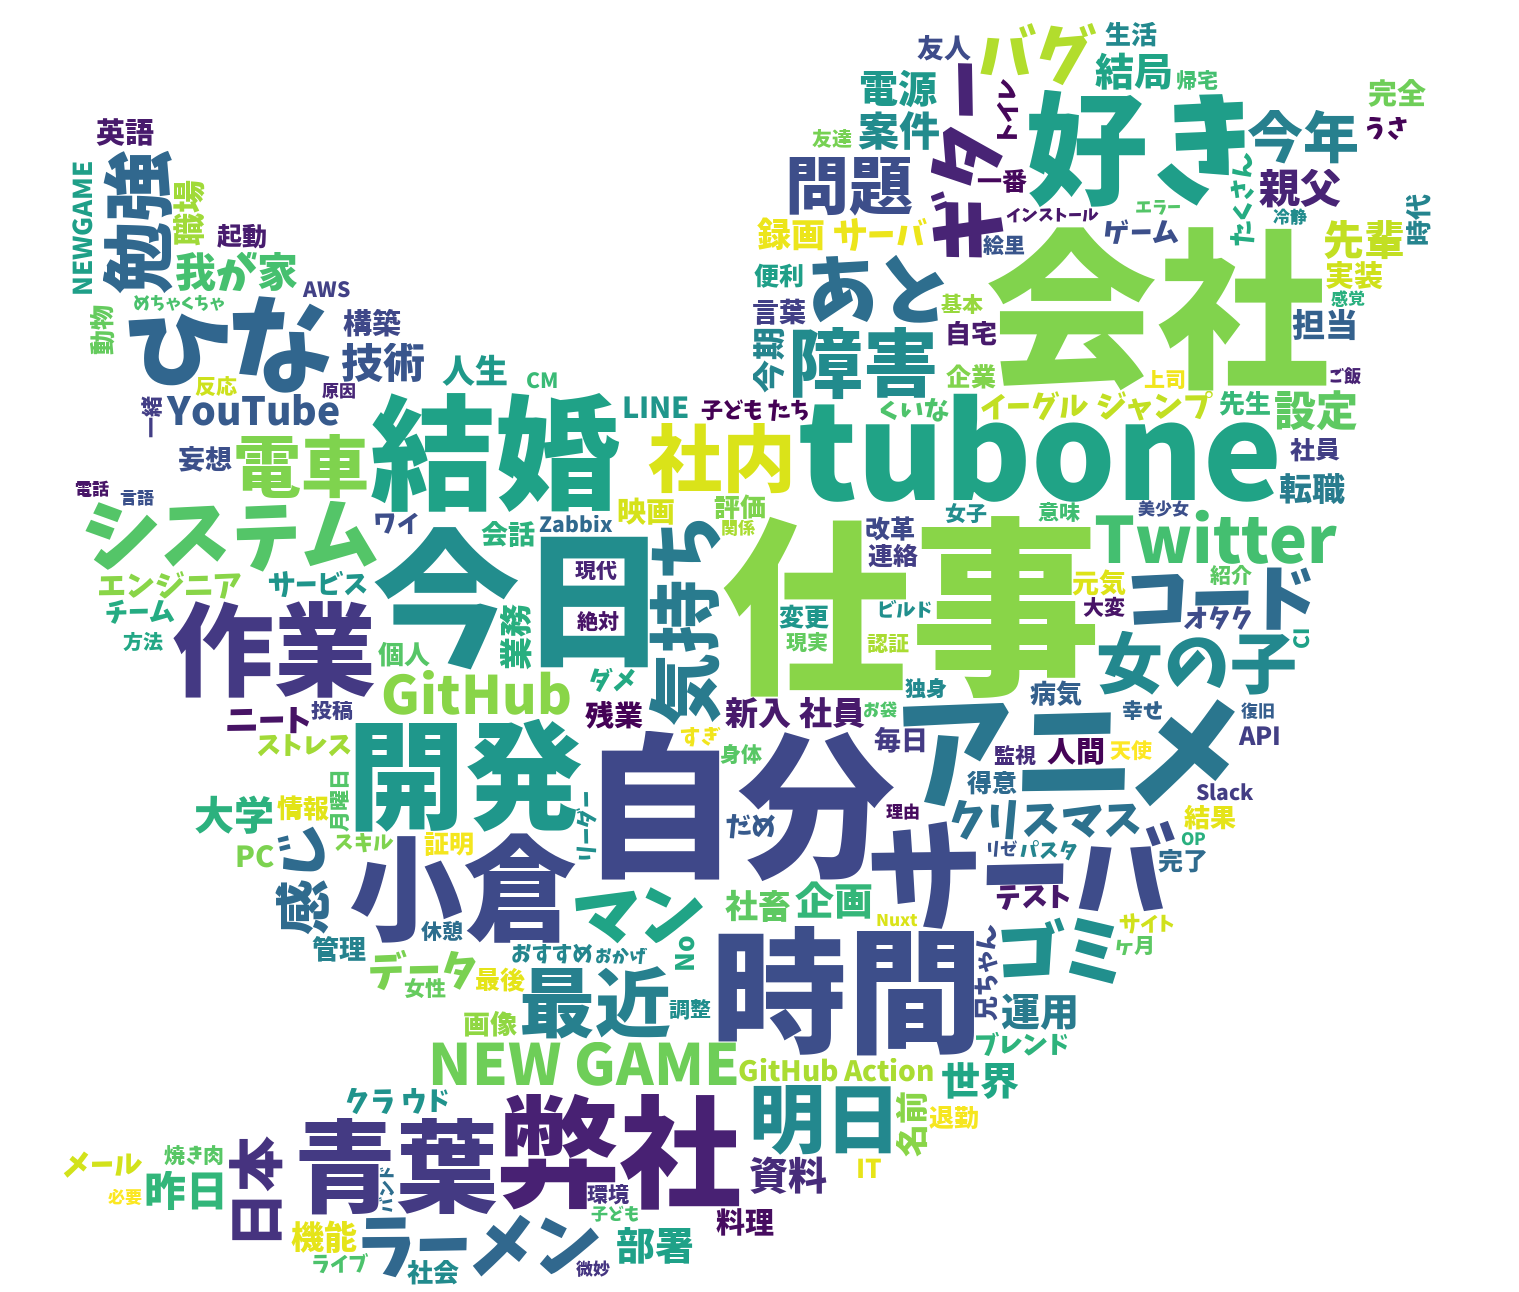 友人
バグ
生活
結局
帰宅
完全
電源
トイレ
好き
うさ
案件
ギター
今年
英語
友達
一番
たくさん
親父
勉強
問題
NEWGAME
職場
録画 サーバ
インストール
エラー
冷静
時代
起動
絵里
ゲーム
先輩
我が家
便利
あと
会社
実装
めちゃくちゃ
AWS
言葉
基本
感覚
動物
ひな
構築
今期
障害
自宅
担当
技術
人生
CM
企業
上司
ご飯
反応
原因
一緒
YouTube
LINE
子ども たち
くいな
イーグル ジャンプ
先生
設定
妄想
電車
結婚
社内
tubone
社員
電話
言語
転職
システム
ワイ
会話
Zabbix
映画
評価
関係
女子
意味
美少女
Twitter
改革
連絡
エンジニア
サービス
今日
現代
絶対
気持ち
仕事
変更
現実
ビルド
認証
元気
大変
紹介
コード
オタク
CI
チーム
方法
作業
個人
業務
女の子
GitHub
ダメ
独身
病気
幸せ
復旧
ニート
投稿
残業
新入 社員
お袋
アニメ
API
ストレス
すぎ
身体
毎日
監視
人間
天使
月曜日
開発
自分
得意
Slack
大学
情報
リーダー
だめ
理由
クリスマス
結果
PC
感じ
スキル
証明
サーバ
リゼ
パスタ
OP
完了
小倉
テスト
マン
社畜
企画
Nuxt
サイト
休憩
管理
おすすめ
おかげ
No
ゴミ
ヶ月
データ
女性
最後
最近
調整
時間
兄ちゃん
運用
画像
ブレンド
NEW GAME
GitHub Action
世界
クラウド
明日
名前
退勤
青葉
弊社
メール
焼き肉
日本
資料
IT
必要
昨日
環境
子ども
料理
機能
ラーメン
部署
ライブ
社会
微妙